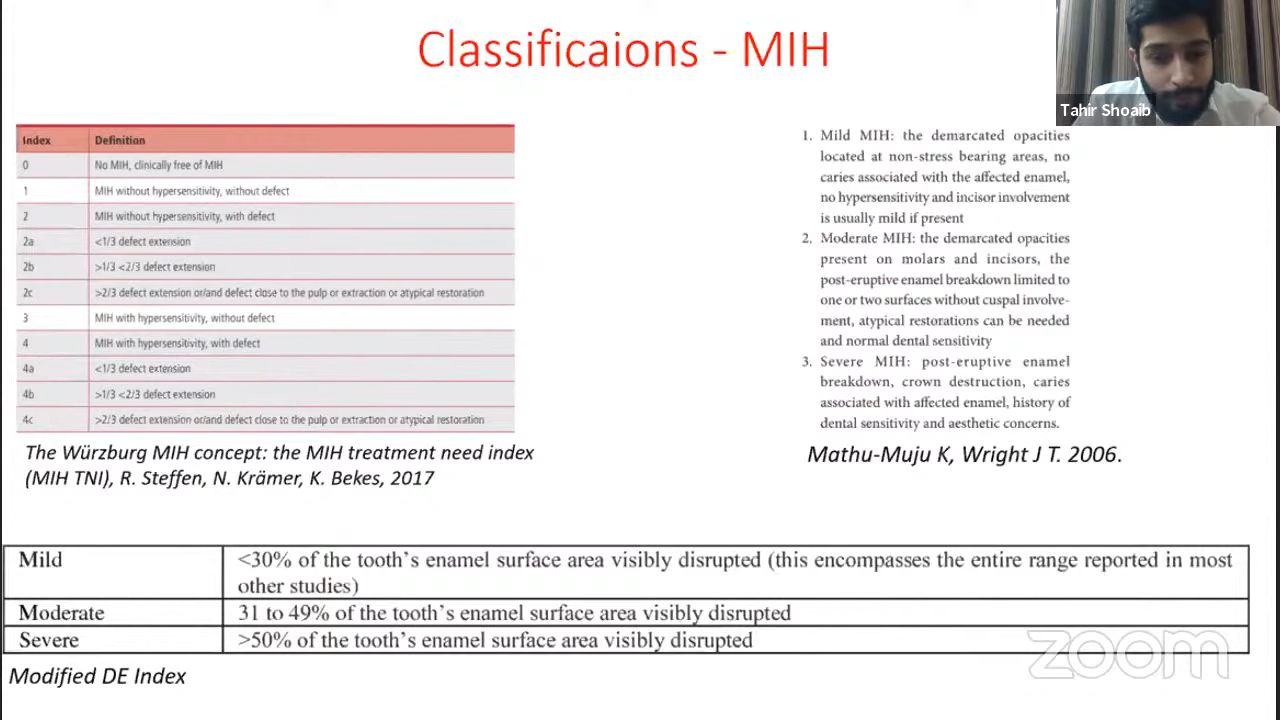 Classificaions - MIH
Tahir Shoaib
Index Definition
0 No MIH, clinically free of MIH
1 MIH without hypersensitivity, without defect
2 MIH without hypersensitivity, with defect
2a <1/3 defect extension
2b >1/3 <2/3 defect extension
2c >2/3 defect extension or/and defect close to the pulp or extraction or atypical restoration
3 MIH with hypersensitivity, without defect
4 MIH with hypersensitivity, with defect
4a <1/3 defect extension
4b >1/3 <2/3 defect extension
4c >2/3 defect extension or/and defect close to the pulp or extraction or atypical restoration
The Würzburg MIH concept: the MIH treatment need index
(MIH TNI), R. Steffen, N. Krämer, K. Bekes, 2017
1. Mild MIH: the demarcated opacities
located at non-stress bearing areas, no
caries associated with the affected enamel,
no hypersensitivity and incisor involvement
is usually mild if present
2. Moderate MIH: the demarcated opacities
present on molars and incisors, the
post-eruptive enamel breakdown limited to
one or two surfaces without cuspal involve-
ment, atypical restorations can be needed
and normal dental sensitivity
3. Severe MIH: post-eruptive enamel
breakdown, crown destruction, caries
associated with affected enamel, history of
dental sensitivity and aesthetic concerns.
Mathu-Muju K, Wright J T. 2006.
Mild <30% of the tooth's enamel surface area visibly disrupted (this encompasses the entire range reported in most
other studies)
Moderate 31 to 49% of the tooth's enamel surface area visibly disrupted
Severe >50% of the tooth's enamel surface area visibly disrupted
Modified DE Index
zoom